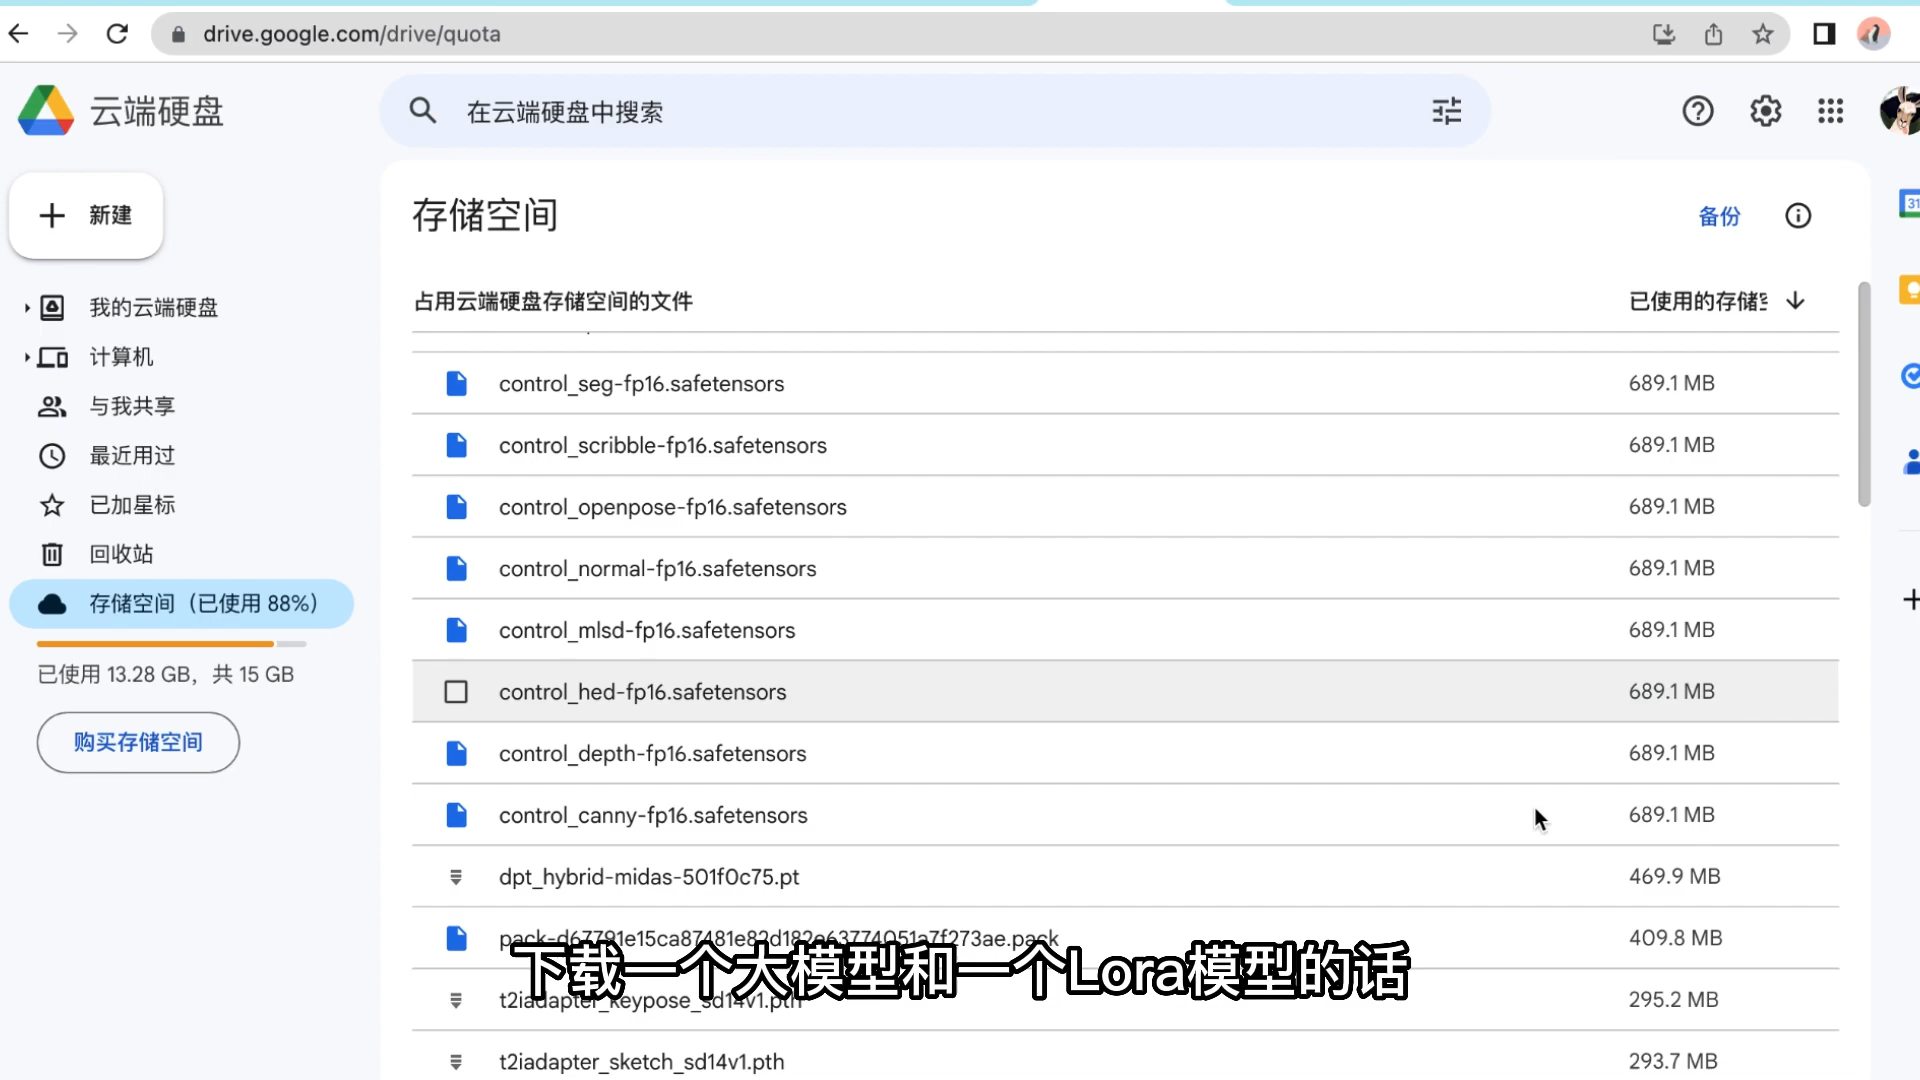 drive.google.com/drive/quota
云端硬盘
在云端硬盘中搜索
新建
存储空间
备份
31
我的云端硬盘
计算机
与我共享
最近用过
已加星标
回收站
存储空间（已使用 88%）
已使用 13.28 GB，共 15 GB
购买存储空间
占用云端硬盘存储空间的文件
已使用的存储
control_seg-fp16.safetensors
689.1 MB
control_scribble-fp16.safetensors
689.1 MB
control_openpose-fp16.safetensors
689.1 MB
control_normal-fp16.safetensors
689.1 MB
control_mlsd-fp16.safetensors
689.1 MB
control_hed-fp16.safetensors
689.1 MB
control_depth-fp16.safetensors
689.1 MB
control_canny-fp16.safetensors
689.1 MB
dpt_hybrid-midas-501f0c75.pt
469.9 MB
pack-d67791e15ca87481e82d182e63774051a7f273ae.pack
409.8 MB
下载一个大模型和一个Lora模型的话
t2iadapter_keypose_sd14v1.pth
295.2 MB
t2iadapter_sketch_sd14v1.pth
293.7 MB